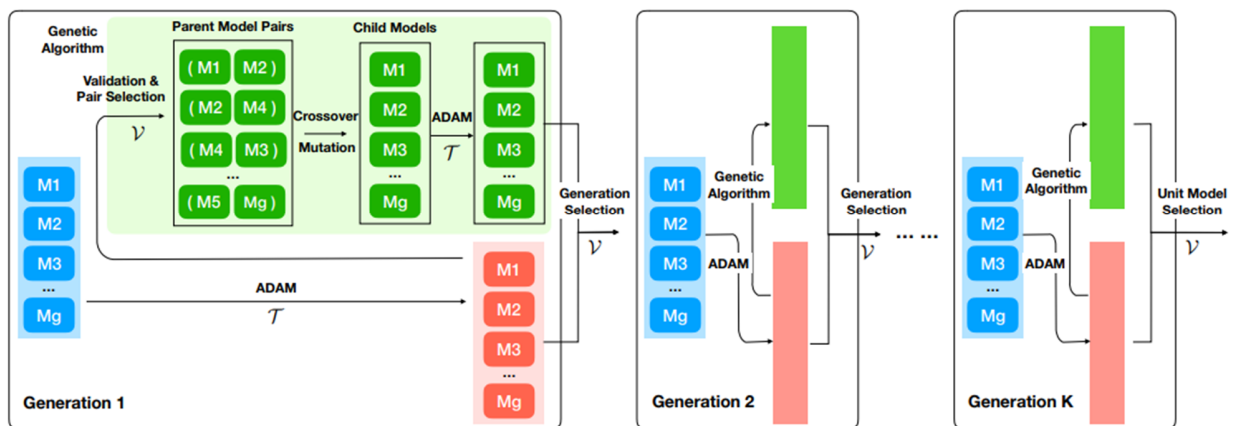 Genetic
Algorithm
Parent Model Pairs
Child Models
Validation &
Pair Selection
𝒱
( M1 M2 )
( M2 M4 )
( M4 M3 )
...
( M5 Mg )
Crossover
Mutation
M1
M2
M3
...
Mg
ADAM
𝒯
M1
M2
M3
...
Mg
M1
M2
M3
...
Mg
ADAM
𝒯
M1
M2
M3
...
Mg
Generation
Selection
𝒱
Generation 1
M1
M2
M3
...
Mg
Genetic
Algorithm
ADAM
Generation
Selection
𝒱
Generation 2
... ...
M1
M2
M3
...
Mg
Genetic
Algorithm
ADAM
Unit Model
Selection
𝒱
Generation K